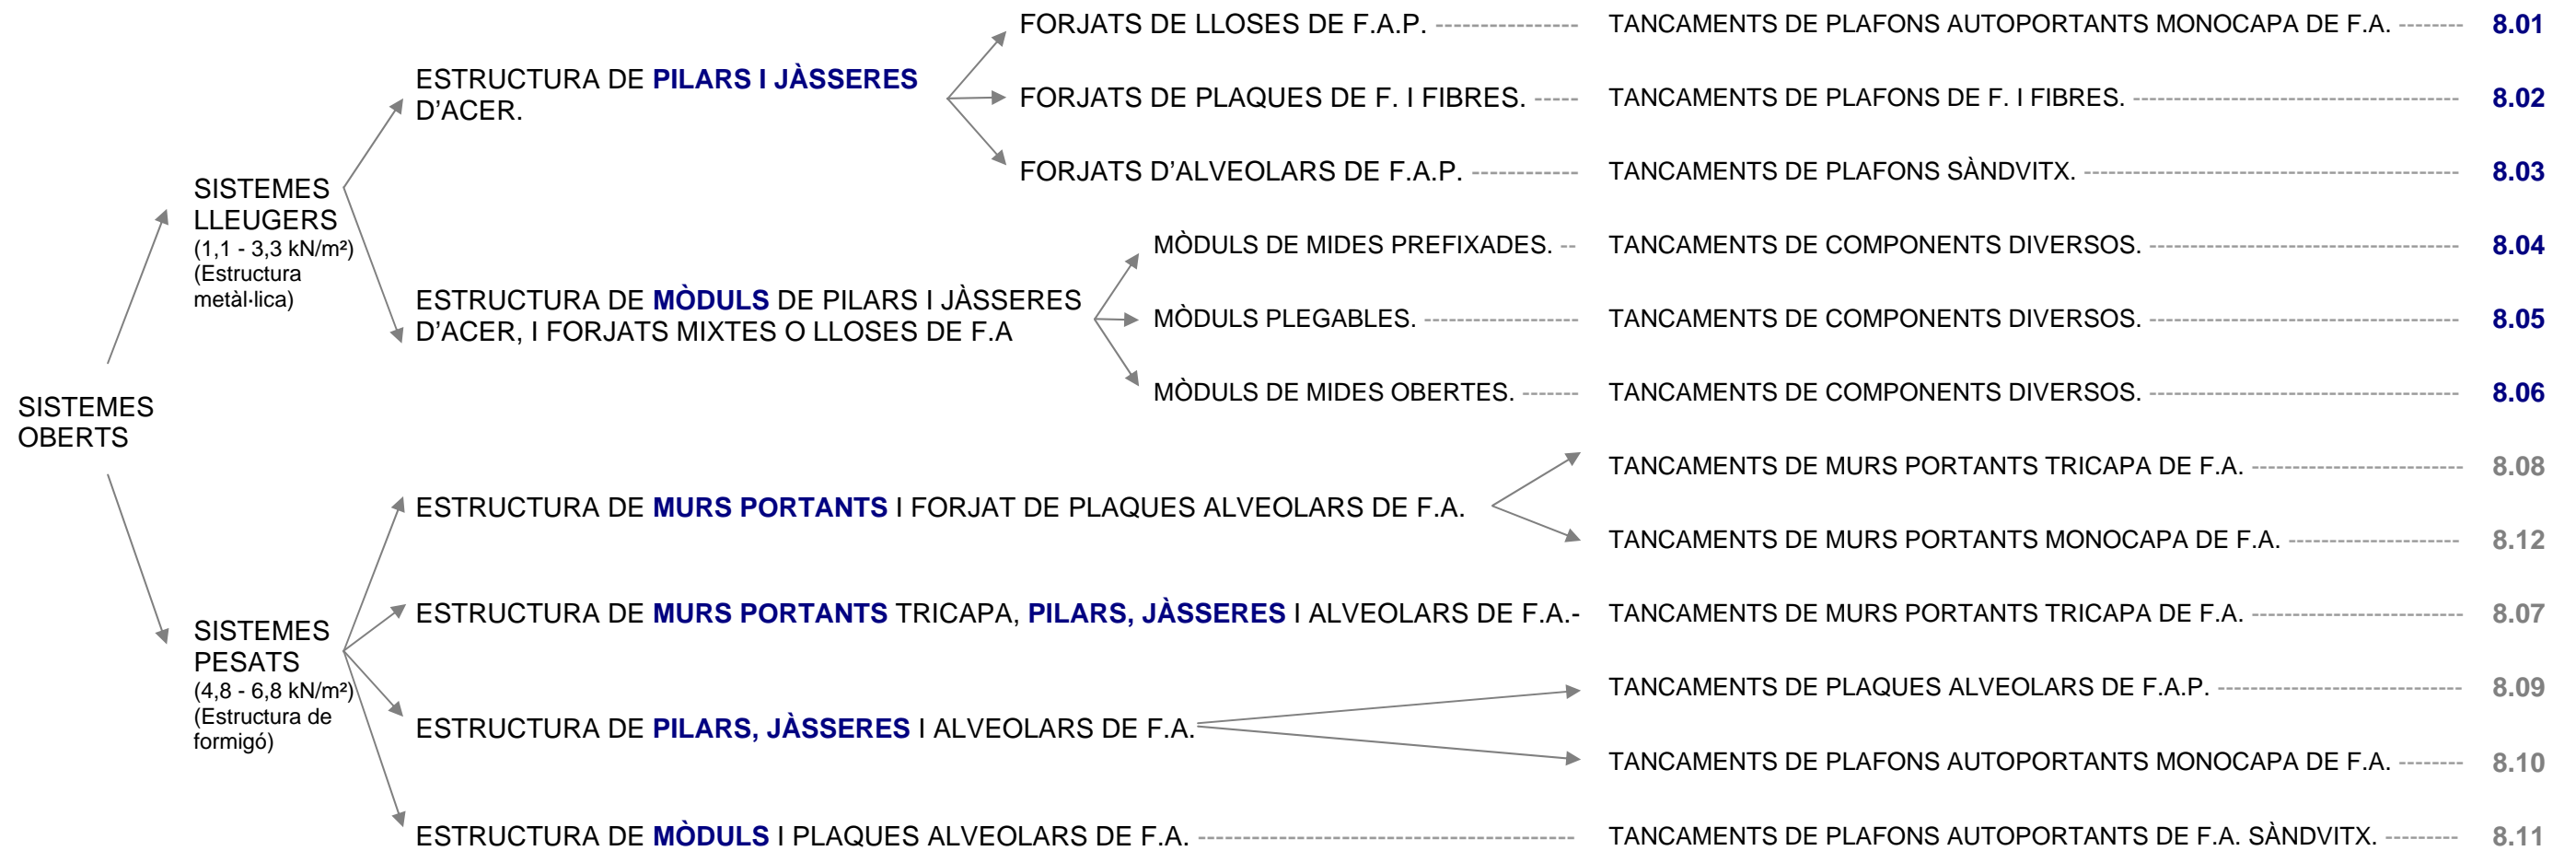 SISTEMES
OBERTS
SISTEMES
LLEUGERS
(1,1 - 3,3 kN/m²)
(Estructura
metàl·lica)
ESTRUCTURA DE PILARS I JÀSSERES
D’ACER.
FORJATS DE LLOSES DE F.A.P. ---------------- TANCAMENTS DE PLAFONS AUTOPORTANTS MONOCAPA DE F.A. -------- 8.01
FORJATS DE PLAQUES DE F. I FIBRES. ----- TANCAMENTS DE PLAFONS DE F. I FIBRES. ---------------------------------------- 8.02
FORJATS D’ALVEOLARS DE F.A.P. ------------ TANCAMENTS DE PLAFONS SÀNDVITX. ---------------------------------------------- 8.03
ESTRUCTURA DE MÒDULS DE PILARS I JÀSSERES
D’ACER, I FORJATS MIXTES O LLOSES DE F.A
MÒDULS DE MIDES PREFIXADES. -- TANCAMENTS DE COMPONENTS DIVERSOS. -------------------------------------- 8.04
MÒDULS PLEGABLES. ------------------ TANCAMENTS DE COMPONENTS DIVERSOS. -------------------------------------- 8.05
MÒDULS DE MIDES OBERTES. ------- TANCAMENTS DE COMPONENTS DIVERSOS. -------------------------------------- 8.06
SISTEMES
PESATS
(4,8 - 6,8 kN/m²)
(Estructura de
formigó)
ESTRUCTURA DE MURS PORTANTS I FORJAT DE PLAQUES ALVEOLARS DE F.A.
TANCAMENTS DE MURS PORTANTS TRICAPA DE F.A. -------------------------- 8.08
TANCAMENTS DE MURS PORTANTS MONOCAPA DE F.A. --------------------- 8.12
ESTRUCTURA DE MURS PORTANTS TRICAPA, PILARS, JÀSSERES I ALVEOLARS DE F.A.- TANCAMENTS DE MURS PORTANTS TRICAPA DE F.A. -------------------------- 8.07
ESTRUCTURA DE PILARS, JÀSSERES I ALVEOLARS DE F.A.
TANCAMENTS DE PLAQUES ALVEOLARS DE F.A.P. ------------------------------ 8.09
TANCAMENTS DE PLAFONS AUTOPORTANTS MONOCAPA DE F.A. -------- 8.10
ESTRUCTURA DE MÒDULS I PLAQUES ALVEOLARS DE F.A. ------------------------------------------ TANCAMENTS DE PLAFONS AUTOPORTANTS DE F.A. SÀNDVITX. --------- 8.11